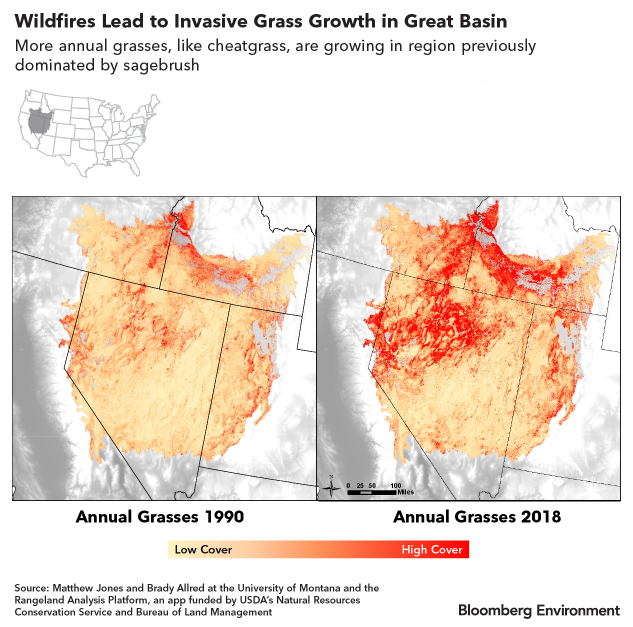 Wildfires Lead to Invasive Grass Growth in Great Basin
More annual grasses, like cheatgrass, are growing in region previously
dominated by sagebrush
N
0 25 50 100
Miles
Annual Grasses 1990
Annual Grasses 2018
Low Cover
High Cover
Source: Matthew Jones and Brady Allred at the University of Montana and the
Rangeland Analysis Platform, an app funded by USDA's Natural Resources
Conservation Service and Bureau of Land Management
Bloomberg Environment